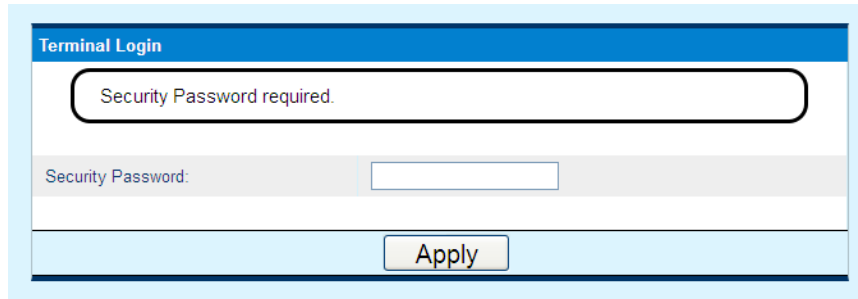 Terminal Login
Security Password required.
Security Password:
Apply